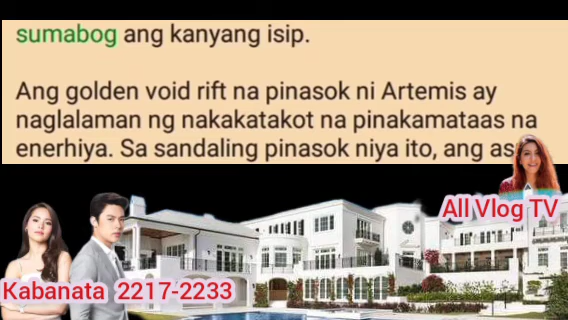 sumabog ang kanyang isip.
Ang golden void rift na pinasok ni Artemis ay
naglalaman ng nakakatakot na pinakamataas na
enerhiya. Sa sandaling pinasok niya ito, ang
All Vlog TV
Kabanata 2217-2233